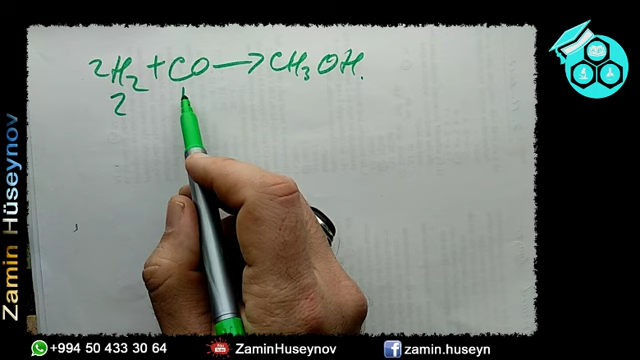 2H₂ + CO → CH₃OH.
2
Zamin Hüseynov
+994 50 433 30 64
ZaminHuseynov
zamin.huseyn